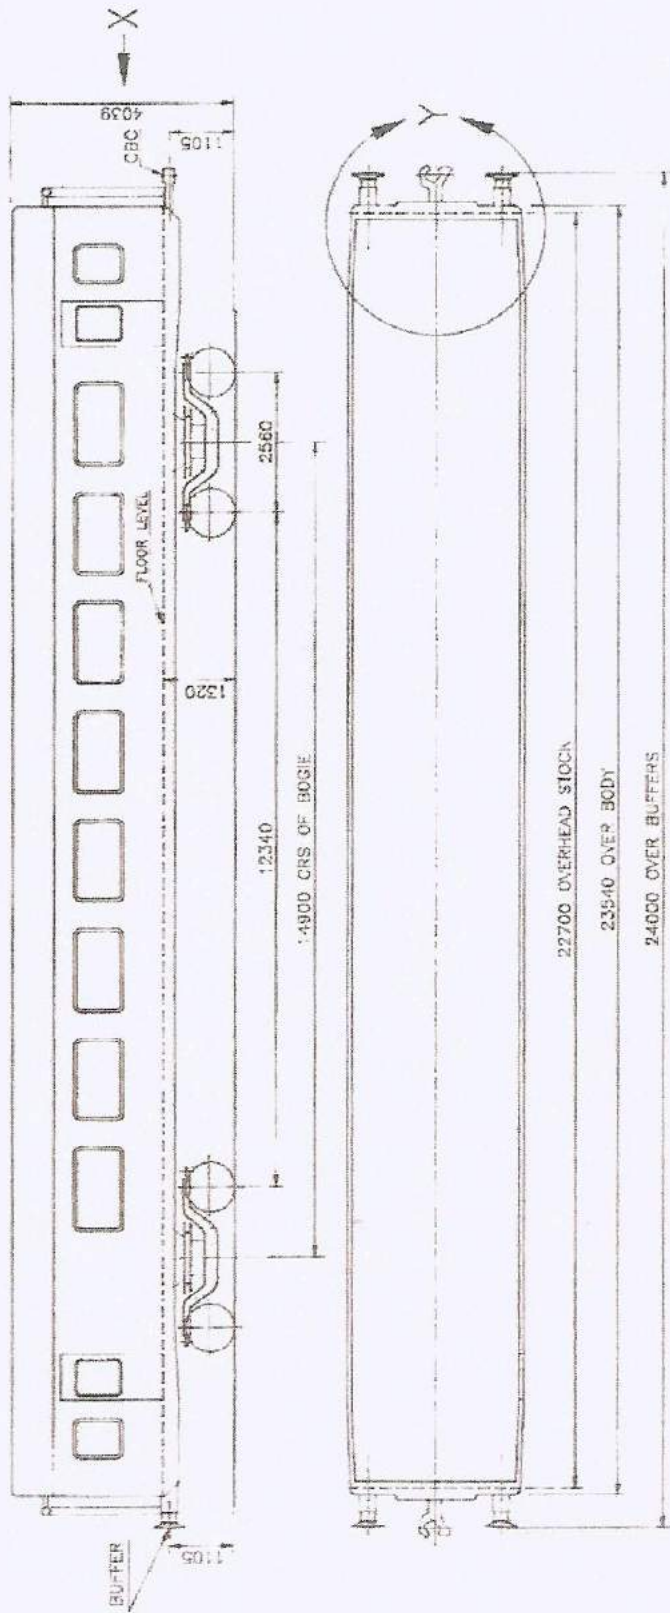 X
4039
1105
CBC
FLOOR LEVEL
1320
2560
12340
14900 CRS OF BOGIE
BUFFER
1105
Y
22700 OVERHEAD STOCK
23540 OVER BODY
24000 OVER BUFFERS